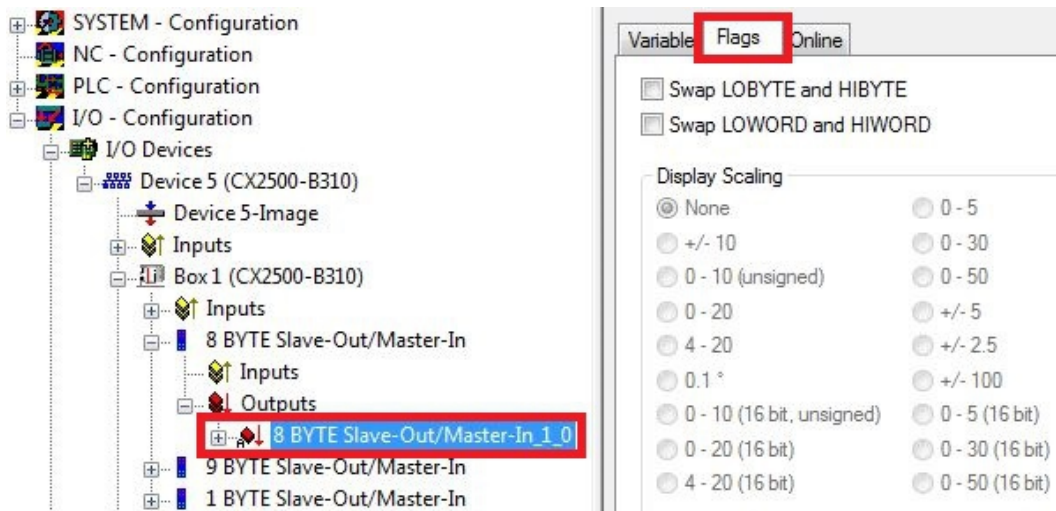 SYSTEM - Configuration
NC - Configuration
PLC - Configuration
I/O - Configuration
I/O Devices
Device 5 (CX2500-B310)
Device 5-Image
Inputs
Box 1 (CX2500-B310)
Inputs
8 BYTE Slave-Out/Master-In
Inputs
Outputs
8 BYTE Slave-Out/Master-In_1_0
9 BYTE Slave-Out/Master-In
1 BYTE Slave-Out/Master-In
Variable Flags Online
Swap LOBYTE and HIBYTE
Swap LOWORD and HIWORD
Display Scaling
None 0 - 5
+/- 10 0 - 30
0 - 10 (unsigned) 0 - 50
0 - 20 +/- 5
4 - 20 +/- 2.5
0.1 ° +/- 100
0 - 10 (16 bit, unsigned) 0 - 5 (16 bit)
0 - 20 (16 bit) 0 - 30 (16 bit)
4 - 20 (16 bit) 0 - 50 (16 bit)